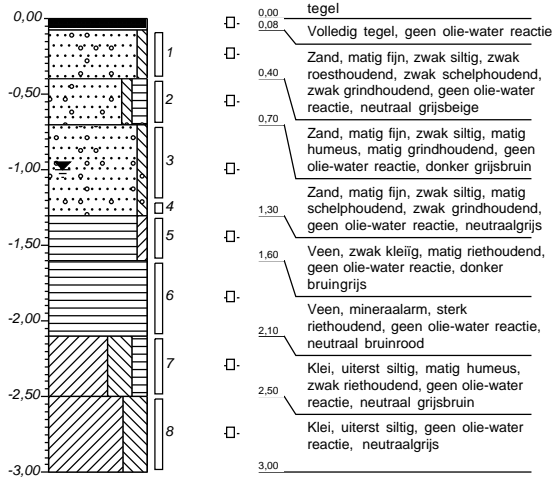 0,00
-0,50
-1,00
-1,50
-2,00
-2,50
-3,00
1
2
3
4
5
6
7
8
0,00
tegel
0,08
Volledig tegel, geen olie-water reactie
Zand, matig fijn, zwak siltig, zwak
roesthoudend, zwak schelphoudend,
zwak grindhoudend, geen olie-water
reactie, neutraal grijsbeige
0,40
0,70
Zand, matig fijn, zwak siltig, matig
humeus, matig grindhoudend, geen
olie-water reactie, donker grijsbruin
Zand, matig fijn, zwak siltig, matig
schelphoudend, zwak grindhoudend,
geen olie-water reactie, neutraalgrijs
1,30
Veen, zwak kleiïg, matig riethoudend,
geen olie-water reactie, donker
bruingrijs
1,60
Veen, mineraalarm, sterk
riethoudend, geen olie-water reactie,
neutraal bruinrood
2,10
Klei, uiterst siltig, matig humeus,
zwak riethoudend, geen olie-water
reactie, neutraal grijsbruin
2,50
Klei, uiterst siltig, geen olie-water
reactie, neutraalgrijs
3,00